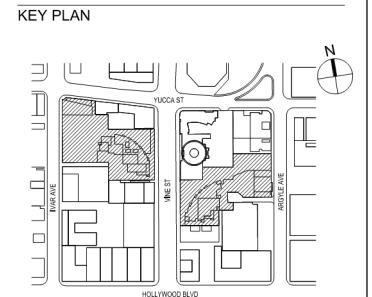 KEY PLAN
N
YUCCA ST
IVAR AVE
VINE ST
ARGYLE AVE
HOLLYWOOD BLVD